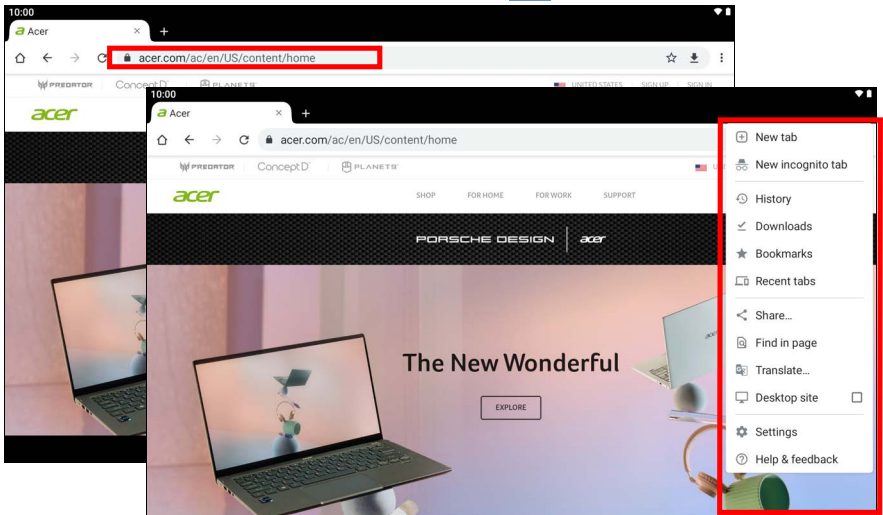 10:00
Acer
acer.com/ac/en/US/content/home
PREDATOR
ConceptD
PLANET9
UNITED STATES
SIGN UP
SIGN IN
acer
10:00
Acer
acer.com/ac/en/US/content/home
PREDATOR
ConceptD
PLANET9
acer
SHOP
FOR HOME
FOR WORK
SUPPORT
PORSCHE DESIGN
acer
The New Wonderful
EXPLORE
New tab
New incognito tab
History
Downloads
Bookmarks
Recent tabs
Share...
Find in page
Translate...
Desktop site
Settings
Help & feedback